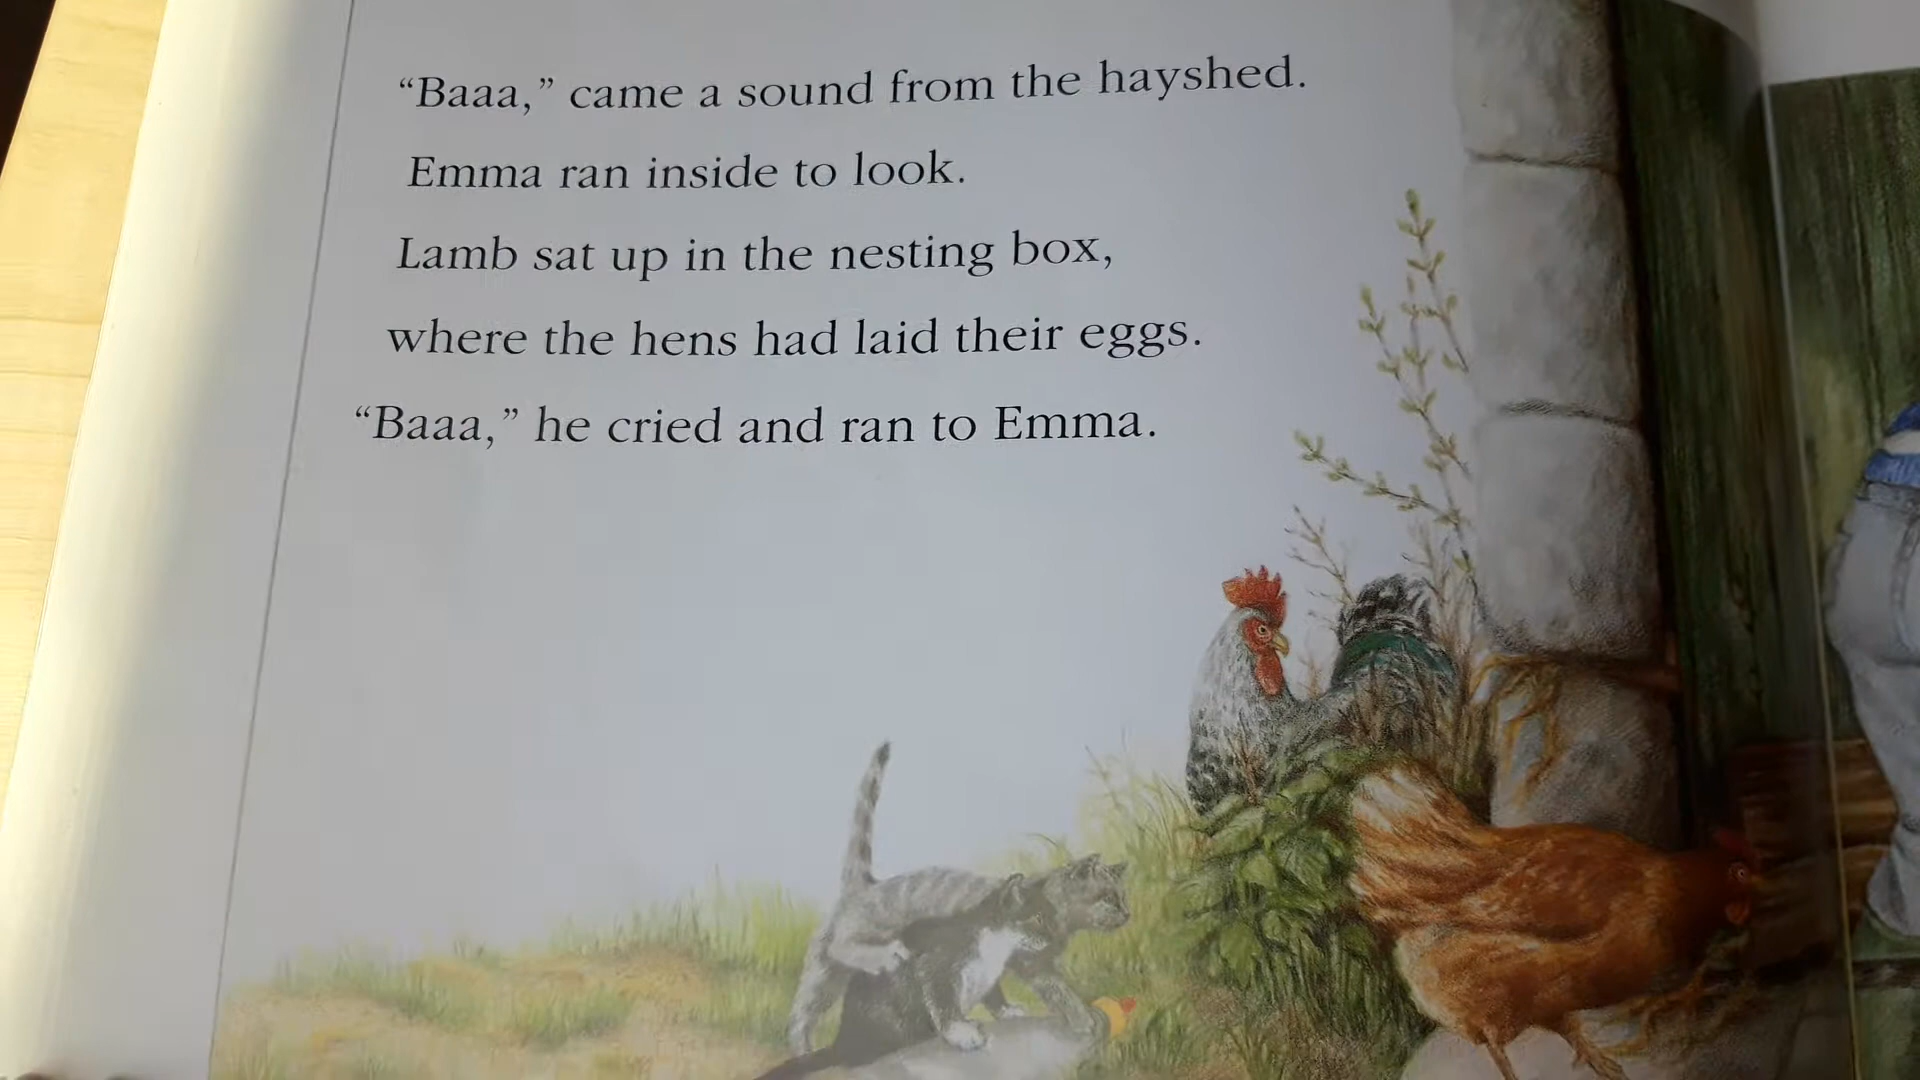 “Baaa,” came a sound from the hayshed.
Emma ran inside to look.
Lamb sat up in the nesting box,
where the hens had laid their eggs.
“Baaa,” he cried and ran to Emma.